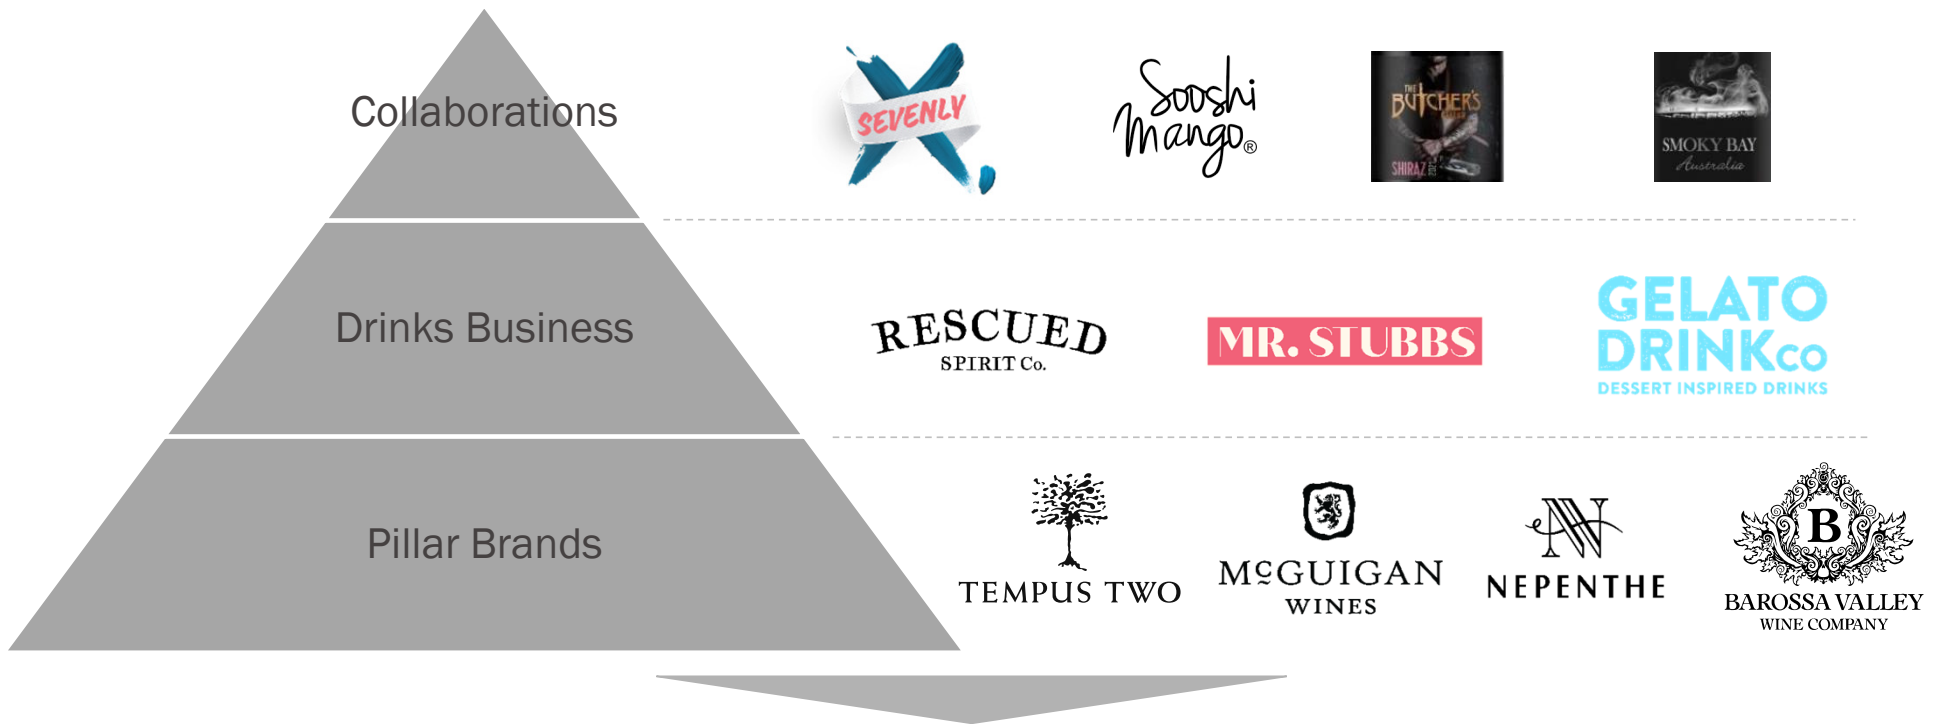 Collaborations
SEVENLY
Sooshi
Mango®
THE
BUTCHER'S
SHIRAZ
SMOKY BAY
Australia
Drinks Business
RESCUED
SPIRIT Co.
MR. STUBBS
GELATO
DRINKCO
DESSERT INSPIRED DRINKS
Pillar Brands
TEMPUS TWO
McGUIGAN
WINES
NEPENTHE
B
BAROSSA VALLEY
WINE COMPANY